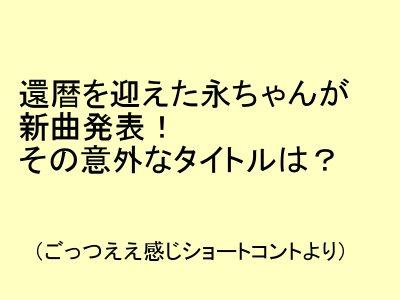 還暦を迎えた永ちゃんが
新曲発表！
その意外なタイトルは？
（ごっつええ感じショートコントより）